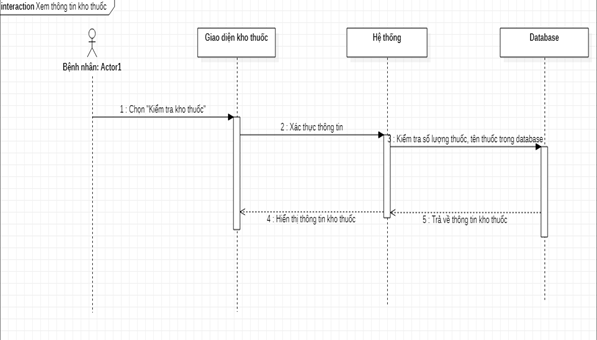 interaction Xem thông tin kho thuốc
Bệnh nhân: Actor1
Giao diện kho thuốc
Hệ thống
Database
1 : Chọn "Kiểm tra kho thuốc"
2 : Xác thực thông tin
3 : Kiểm tra số lượng thuốc, tên thuốc trong database
4 : Hiển thị thông tin kho thuốc
5 : Trả về thông tin kho thuốc